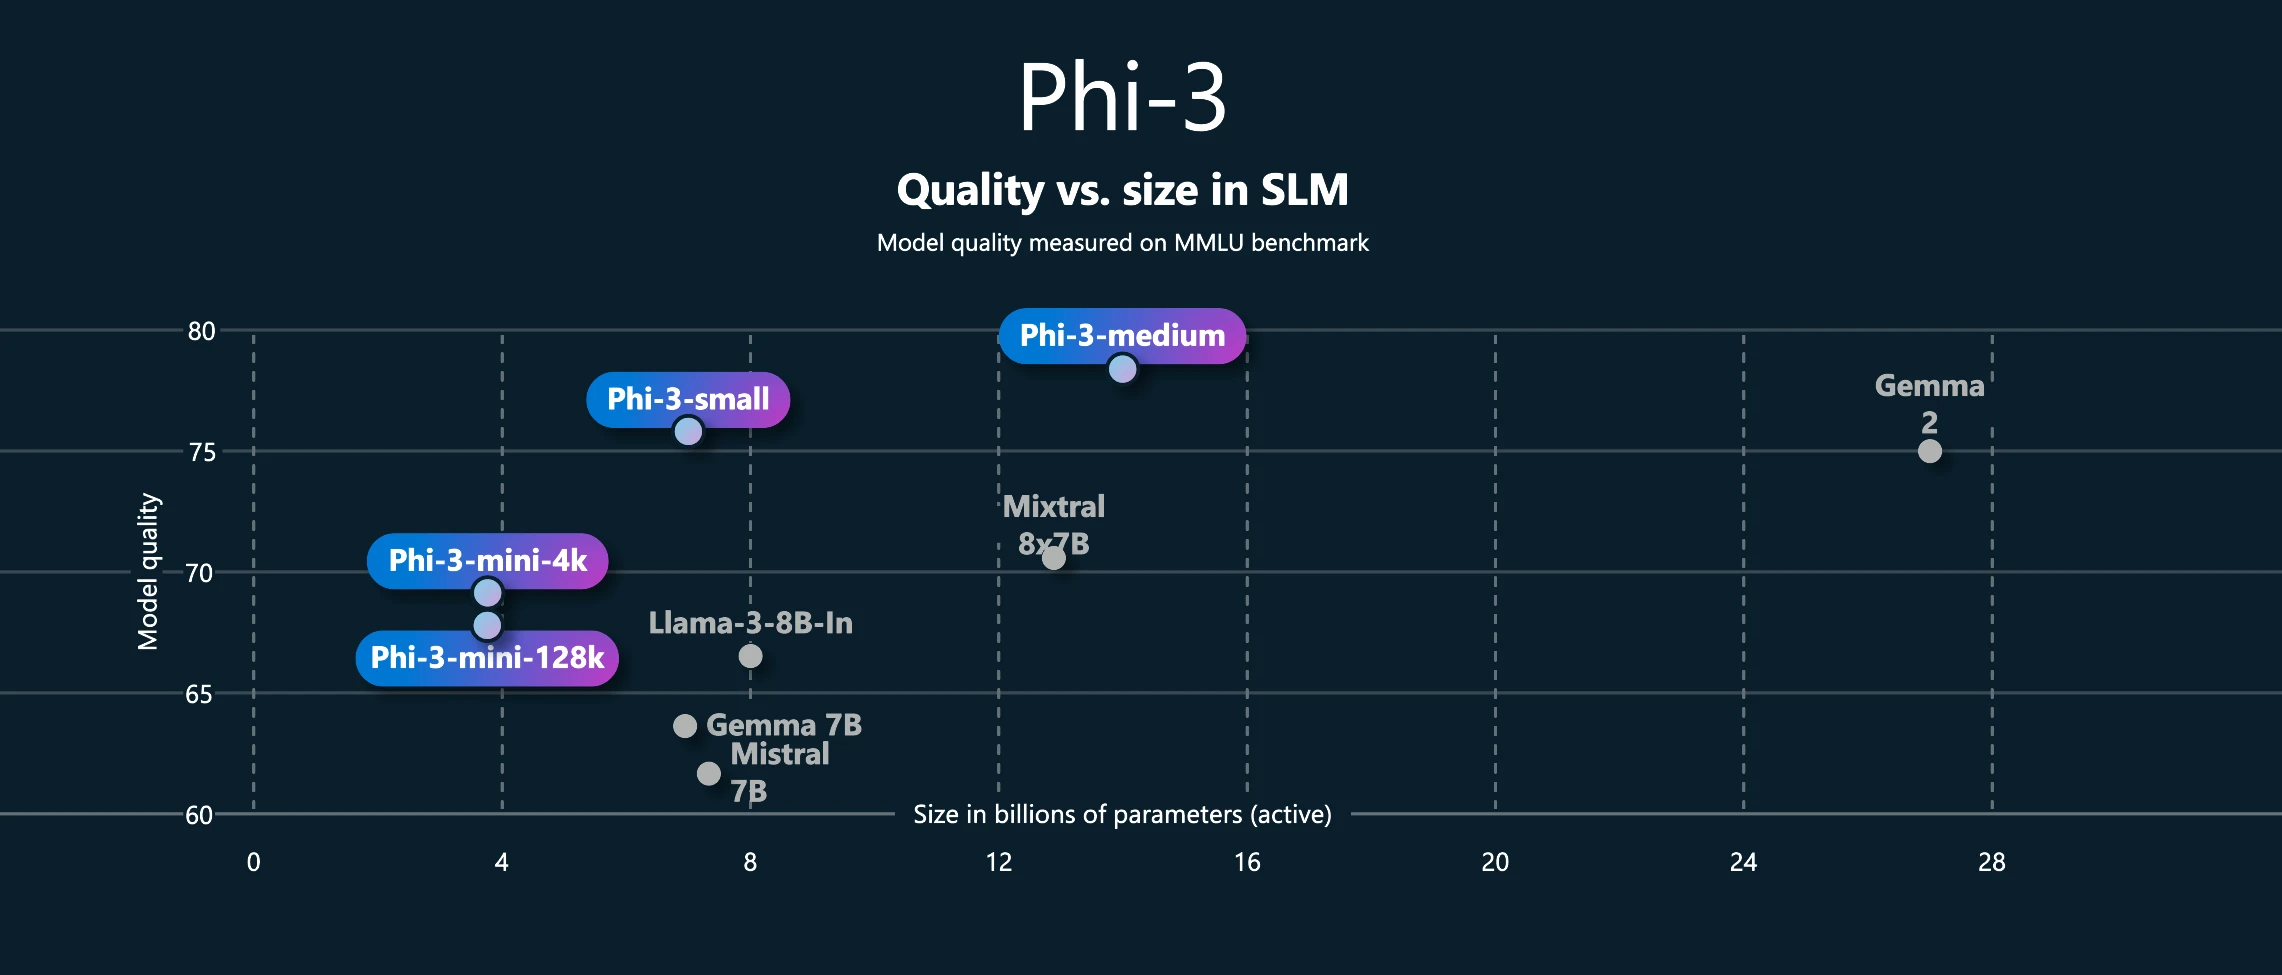 Phi-3
Quality vs. size in SLM
Model quality measured on MMLU benchmark
80
Phi-3-medium
Phi-3-small
Gemma
2
75
Mixtral
8x7B
Model quality
Phi-3-mini-4k
70
Llama-3-8B-In
Phi-3-mini-128k
65
Gemma 7B
Mistral
7B
60
Size in billions of parameters (active)
0 4 8 12 16 20 24 28